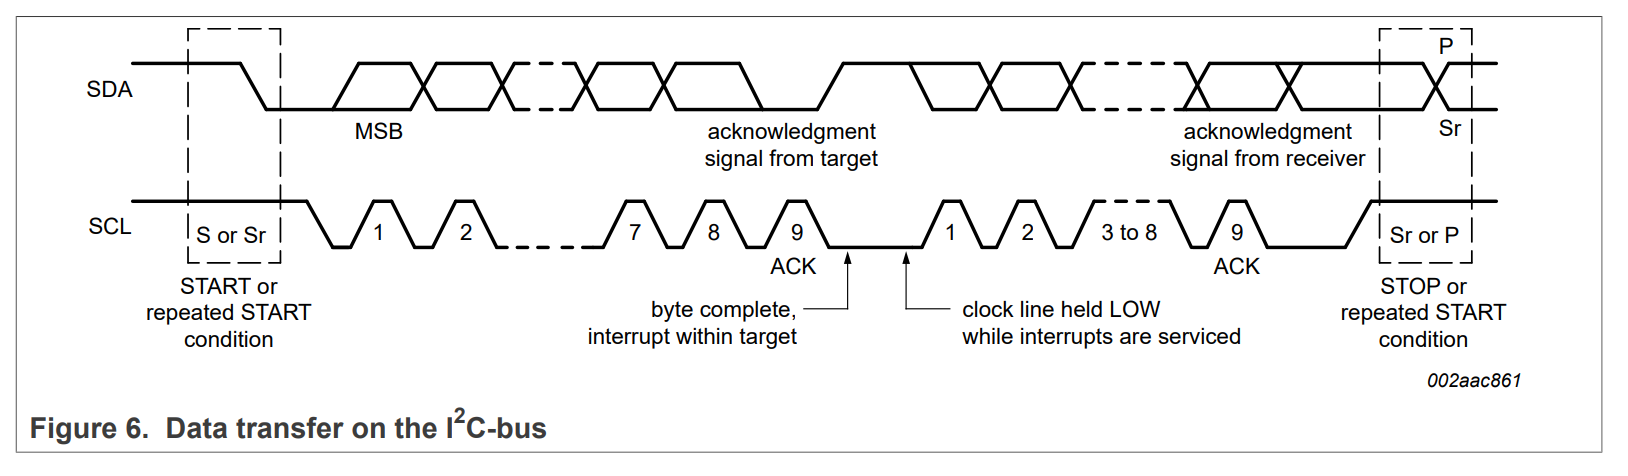 P
SDA
MSB
acknowledgment
signal from target
acknowledgment
signal from receiver
Sr
SCL
S or Sr
1
2
7
8
9
1
2
3 to 8
9
Sr or P
ACK
ACK
START or
repeated START
condition
byte complete,
interrupt within target
clock line held LOW
while interrupts are serviced
STOP or
repeated START
condition
002aac861
Figure 6. Data transfer on the I²C-bus